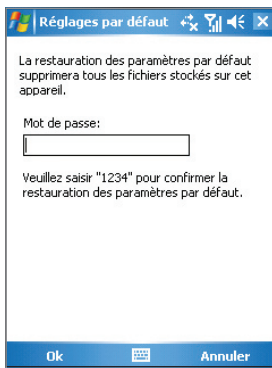 Réglages par défaut
La restauration des paramètres par défaut
supprimera tous les fichiers stockés sur cet
appareil.
Mot de passe:
Veuillez saisir "1234" pour confirmer la
restauration des paramètres par défaut.
Ok Annuler